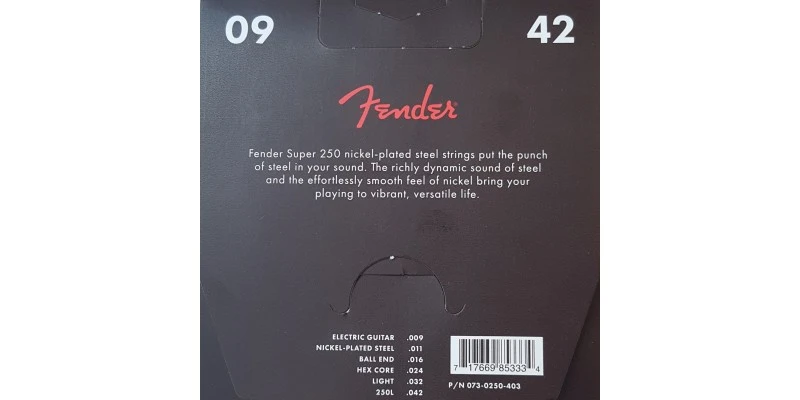 09 42
Fender
Fender Super 250 nickel-plated steel strings put the punch
of steel in your sound. The richly dynamic sound of steel
and the effortlessly smooth feel of nickel bring your
playing to vibrant, versatile life.
ELECTRIC GUITAR .009
NICKEL-PLATED STEEL .011
BALL END .016
HEX CORE .024
LIGHT .032
250L .042
7 17669 85333 4
P/N 073-0250-403